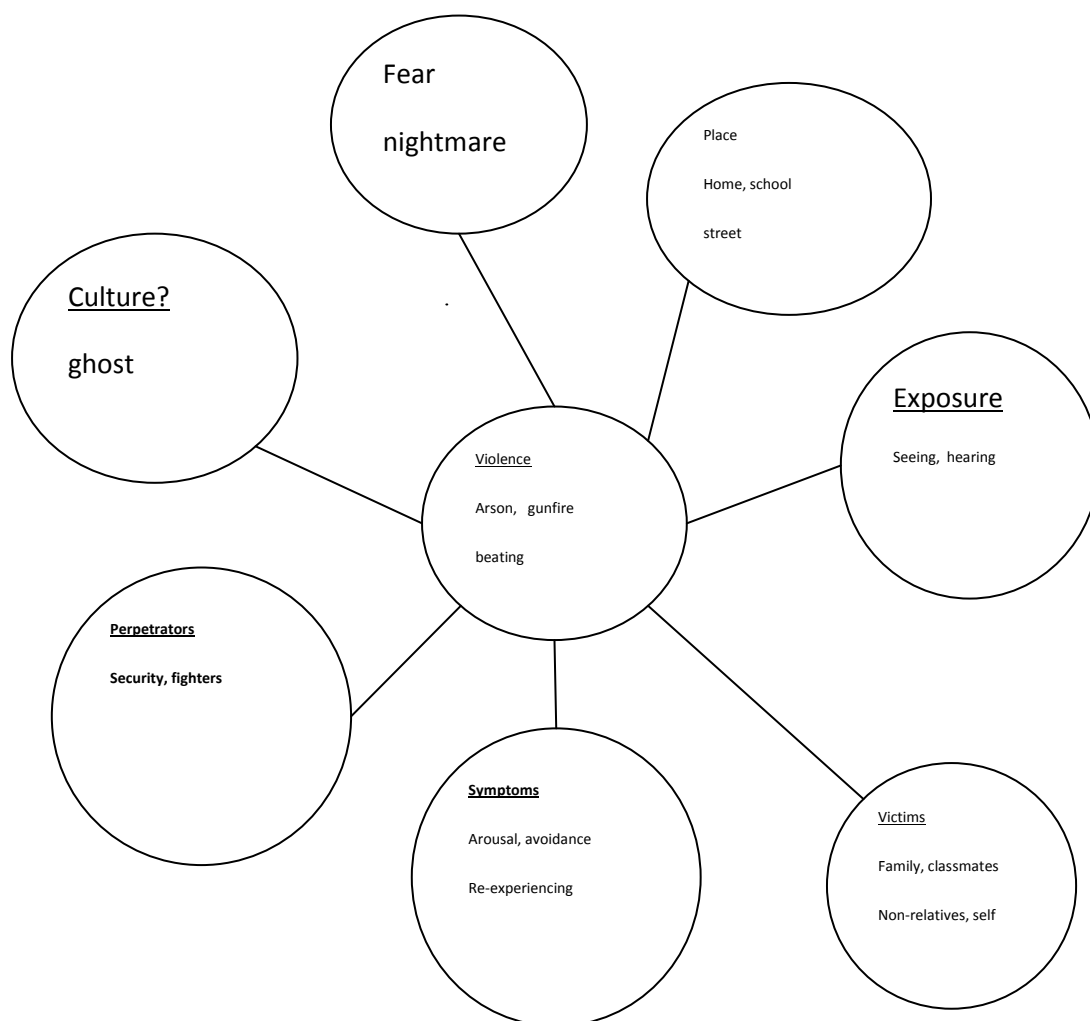 Fear
nightmare
Place
Home, school
street
Culture?
ghost
Exposure
Seeing, hearing
Violence
Arson, gunfire
beating
Perpetrators
Security, fighters
Symptoms
Arousal, avoidance
Re-experiencing
Victims
Family, classmates
Non-relatives, self